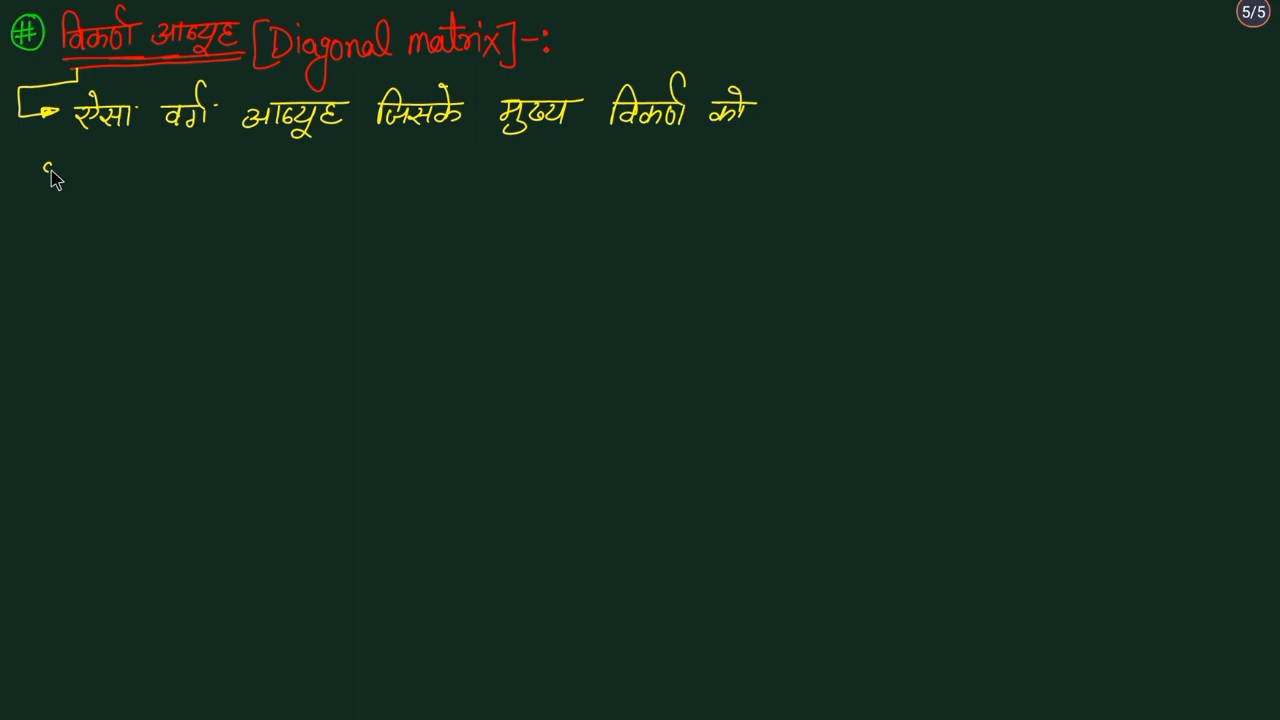 5/5
# विकर्ण आव्यूह [Diagonal matrix] -:
ऐसा वर्ग आव्यूह जिसके मुख्य विकर्ण को